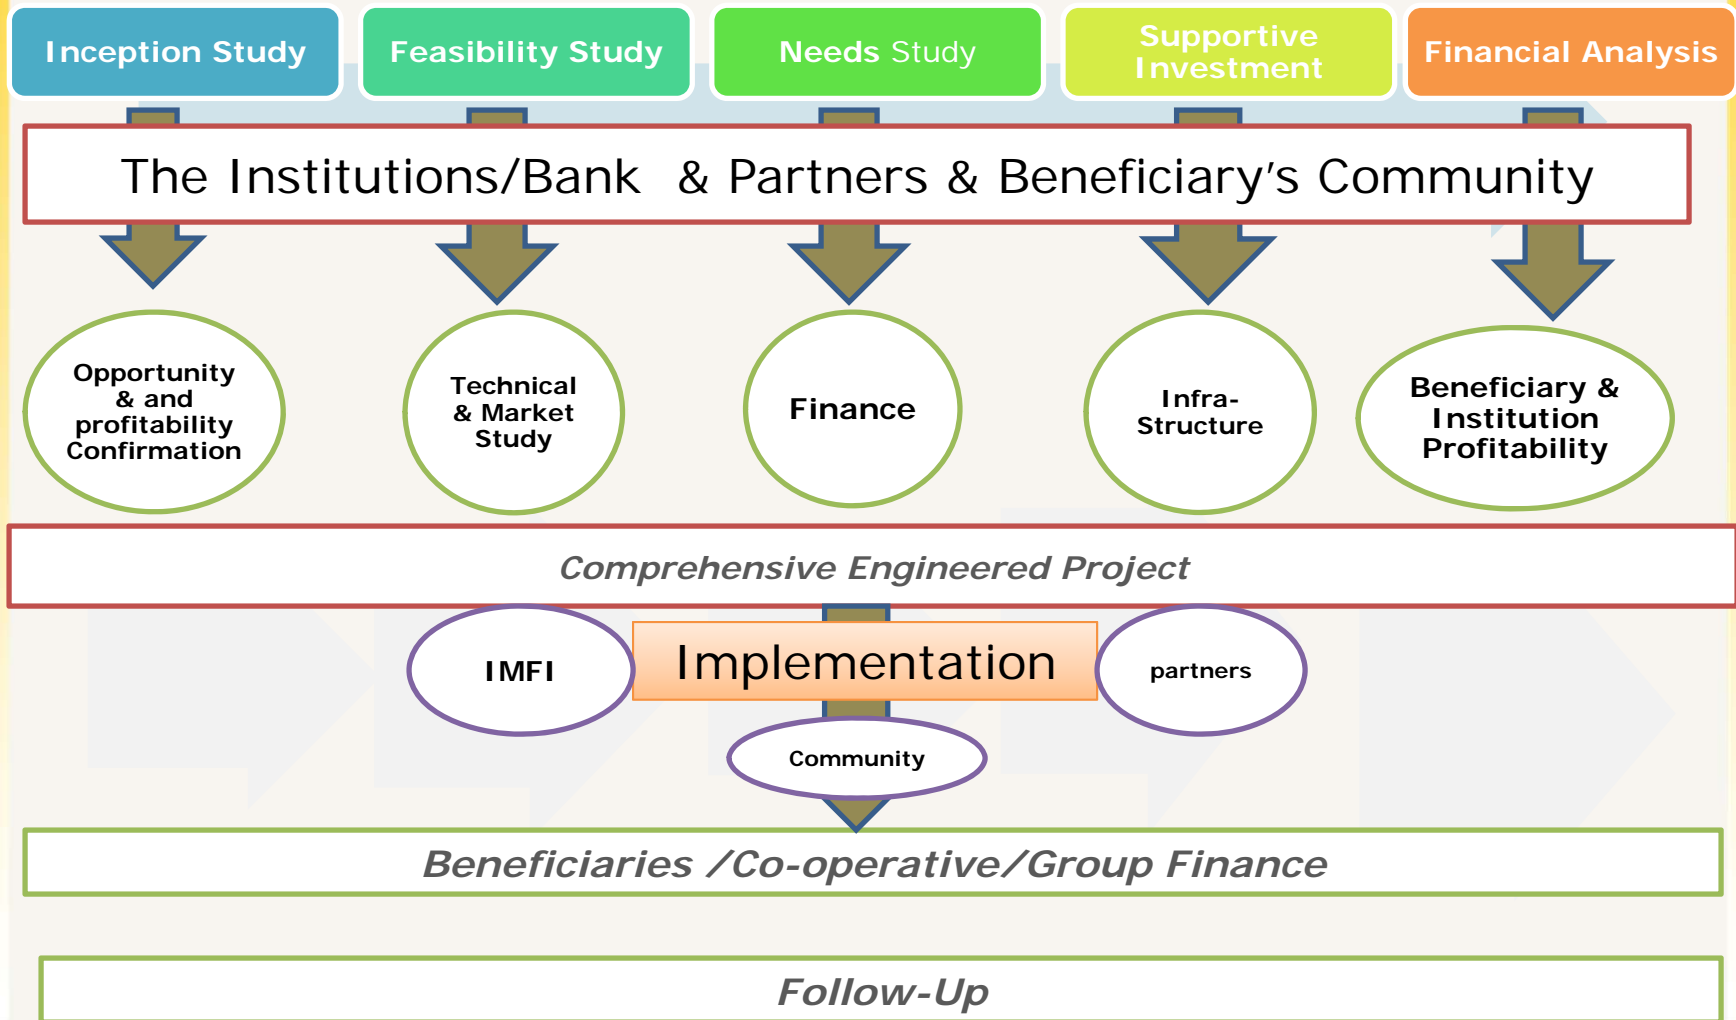 Inception Study
Feasibility Study
Needs Study
Supportive
Investment
Financial Analysis
The Institutions/Bank & Partners & Beneficiary’s Community
Opportunity
& and
profitability
Confirmation
Technical
& Market
Study
Finance
Infra-
Structure
Beneficiary &
Institution
Profitability
Comprehensive Engineered Project
IMFI
Implementation
partners
Community
Beneficiaries /Co-operative/Group Finance
Follow-Up